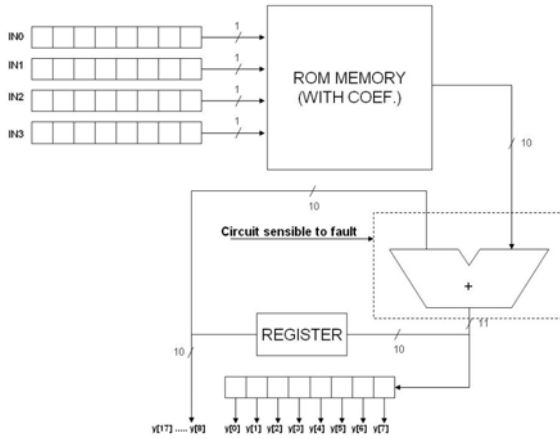 IN0
IN1
IN2
IN3
1
1
1
1
ROM MEMORY
(WITH COEF.)
10
10
Circuit sensible to fault
+
11
REGISTER
10
10
y[17] ..... y[8]
y[0] y[1] y[2] y[3] y[4] y[5] y[6] y[7]